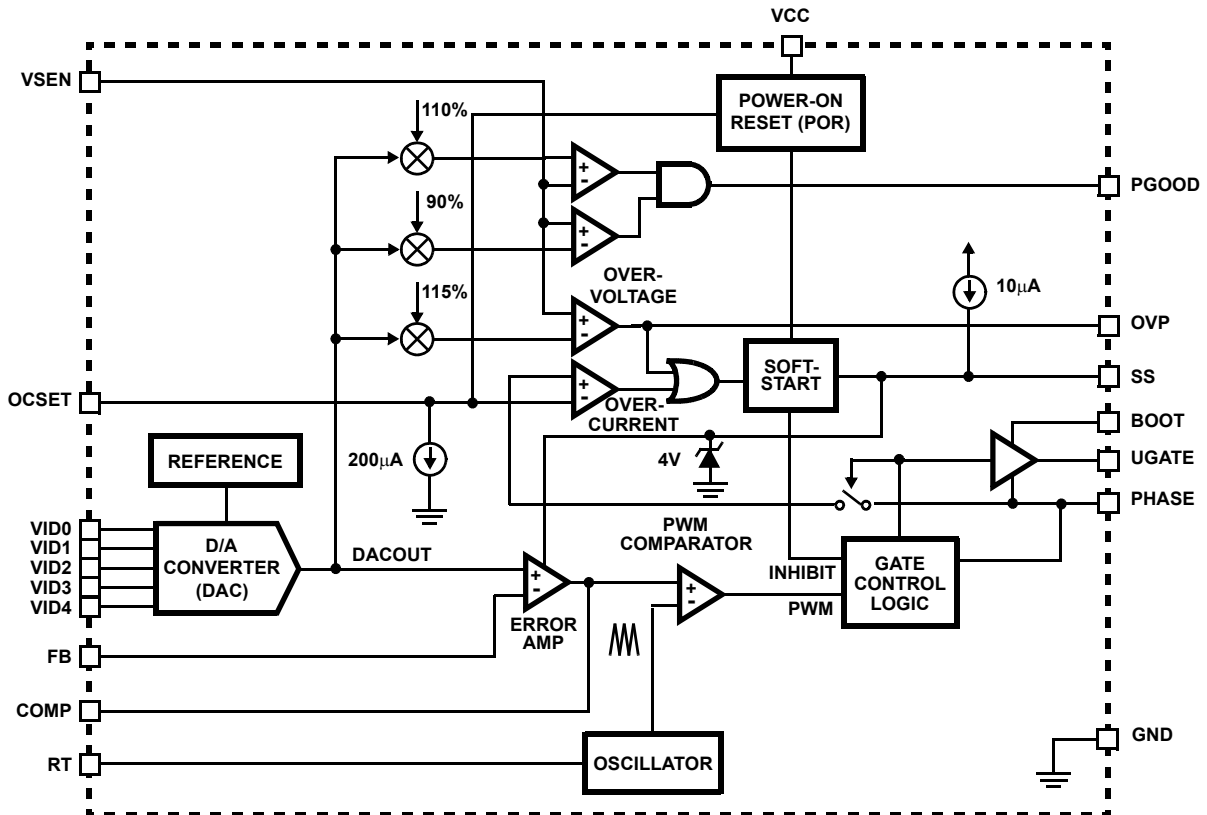 VCC
VSEN
POWER-ON
RESET (POR)
110%
+
-
PGOOD
90%
+
-
OVER-
VOLTAGE
10μA
115%
+
-
OVP
SOFT-
START
SS
OCSET
+
-
OVER-
CURRENT
BOOT
REFERENCE
200μA
4V
UGATE
PHASE
VID0
VID1
VID2
VID3
VID4
D/A
CONVERTER
(DAC)
DACOUT
PWM
COMPARATOR
+
-
ERROR
AMP
+
-
INHIBIT
PWM
GATE
CONTROL
LOGIC
FB
COMP
RT
OSCILLATOR
GND